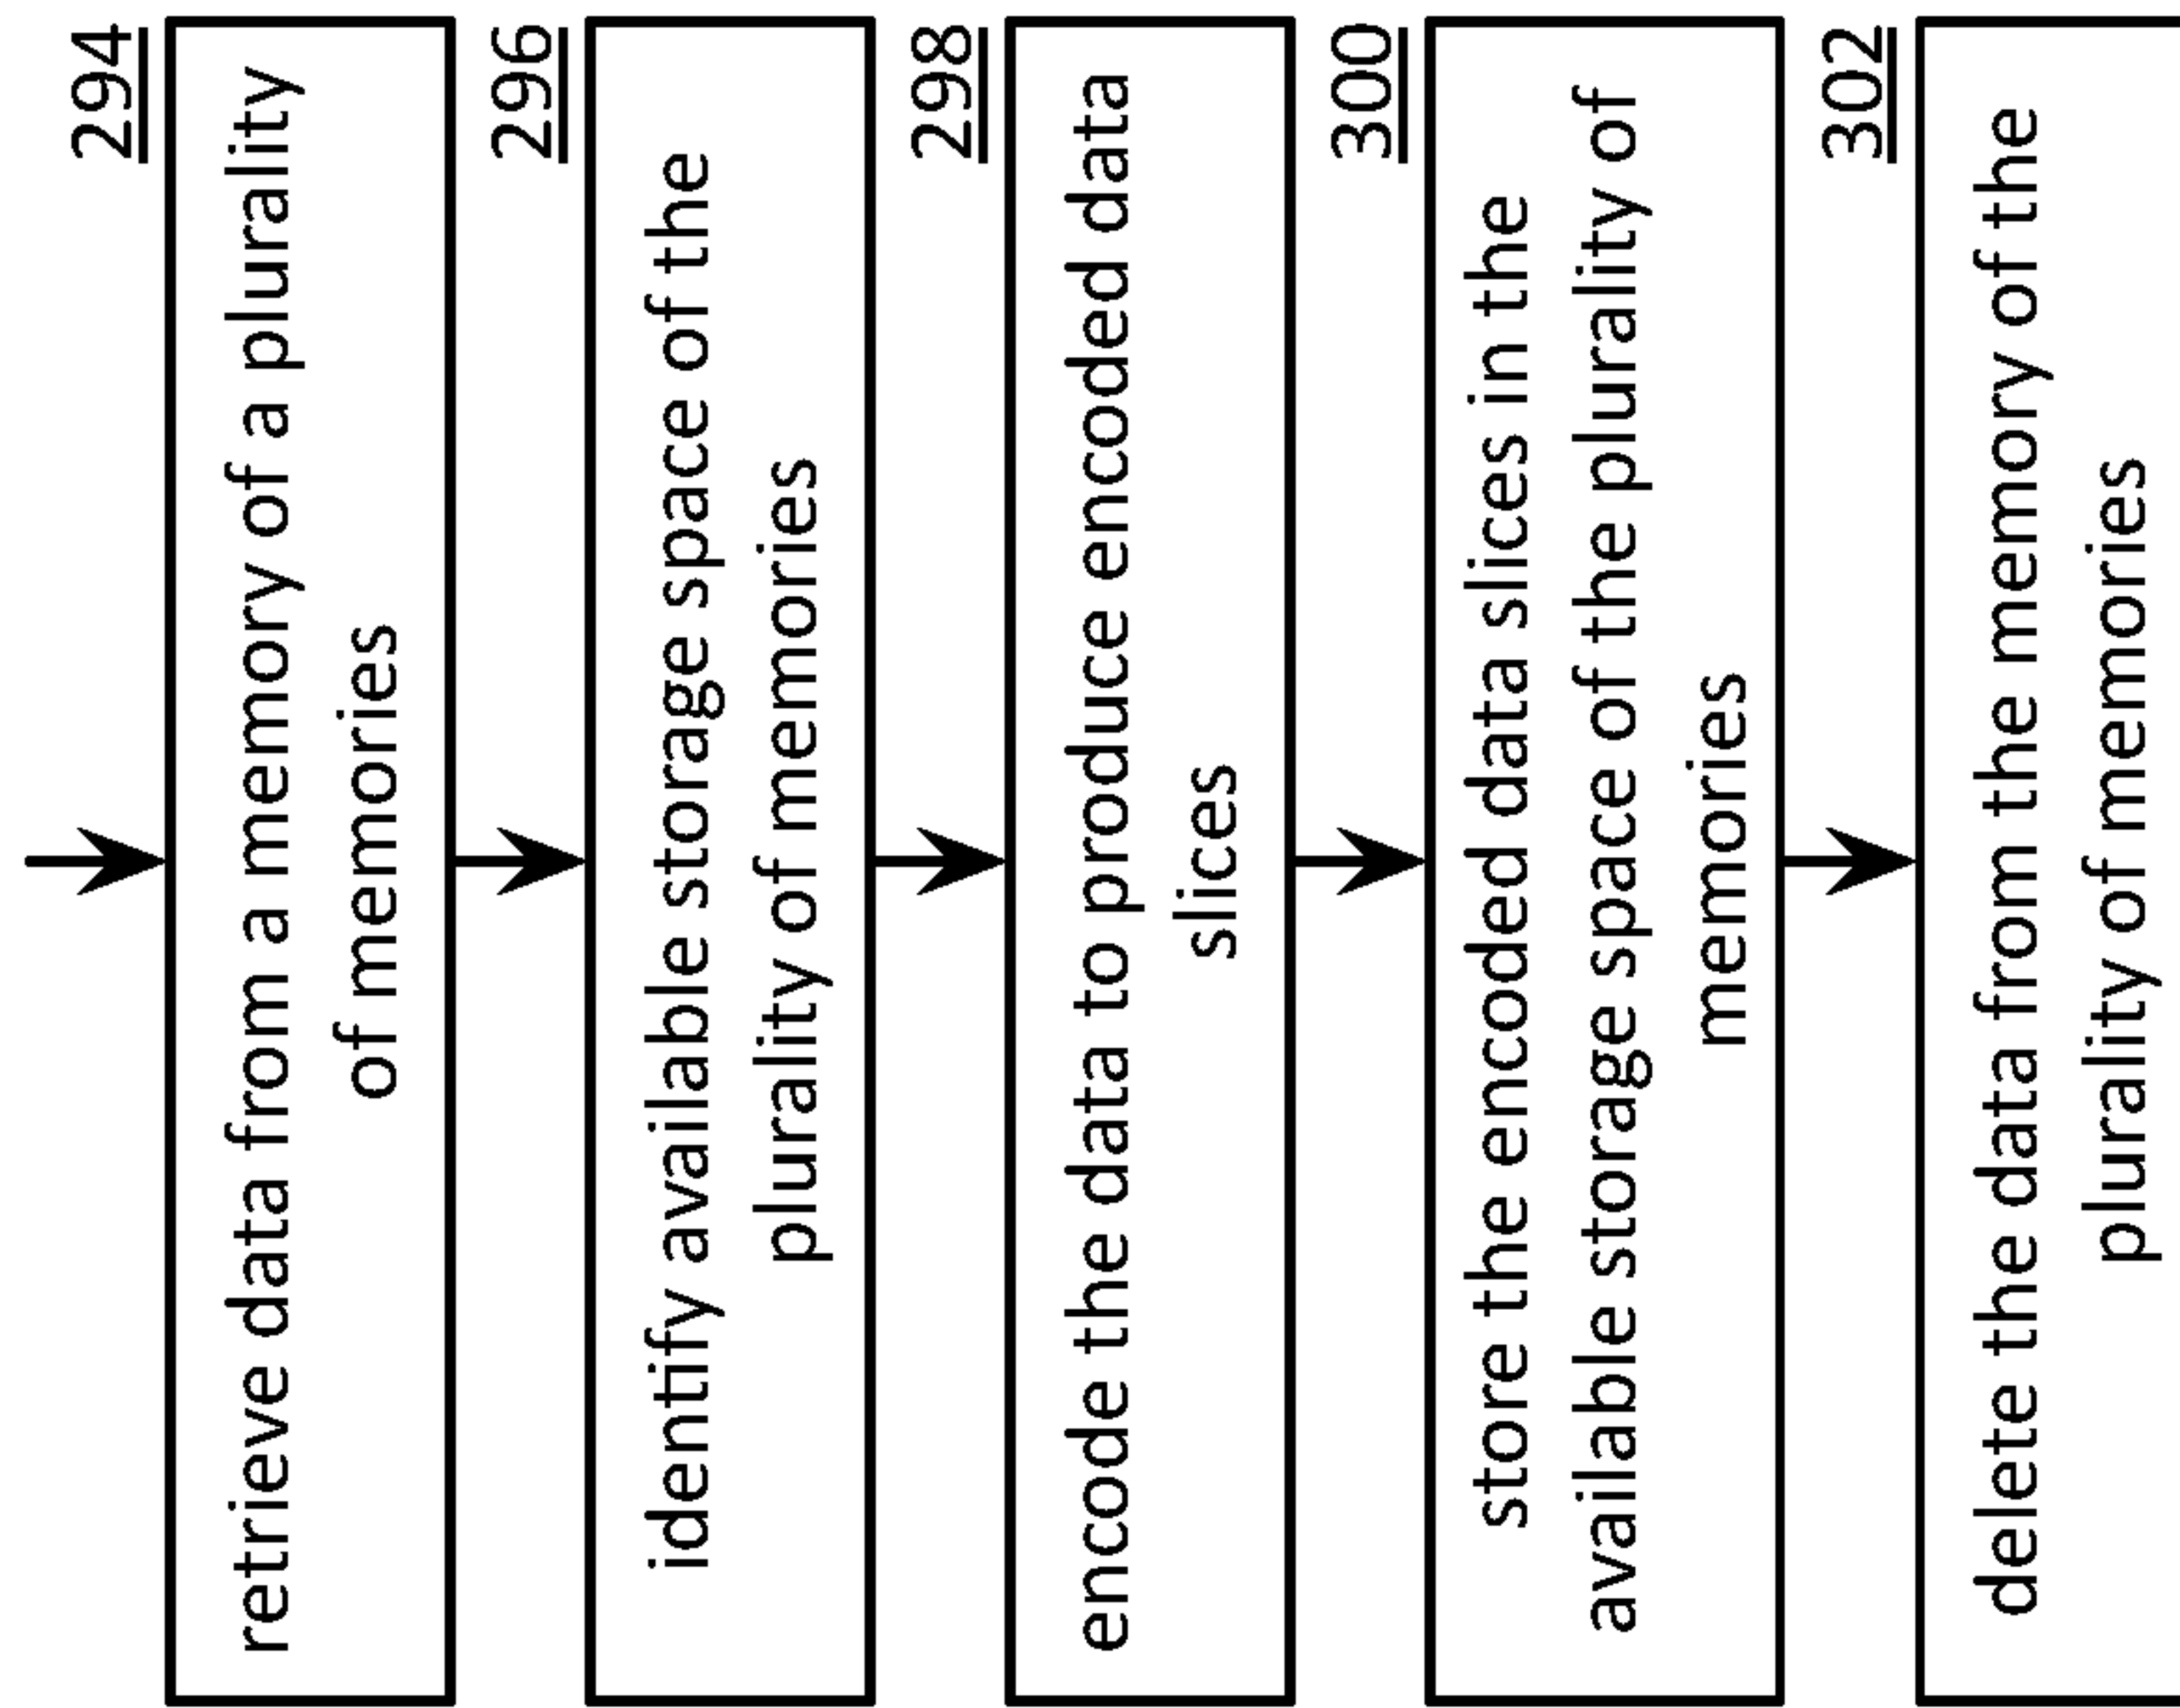 294
retrieve data from a memory of a plurality
of memories
296
identify available storage space of the
plurality of memories
298
encode the data to produce encoded data
slices
300
store the encoded data slices in the
available storage space of the plurality of
memories
302
delete the data from the memory of the
plurality of memories